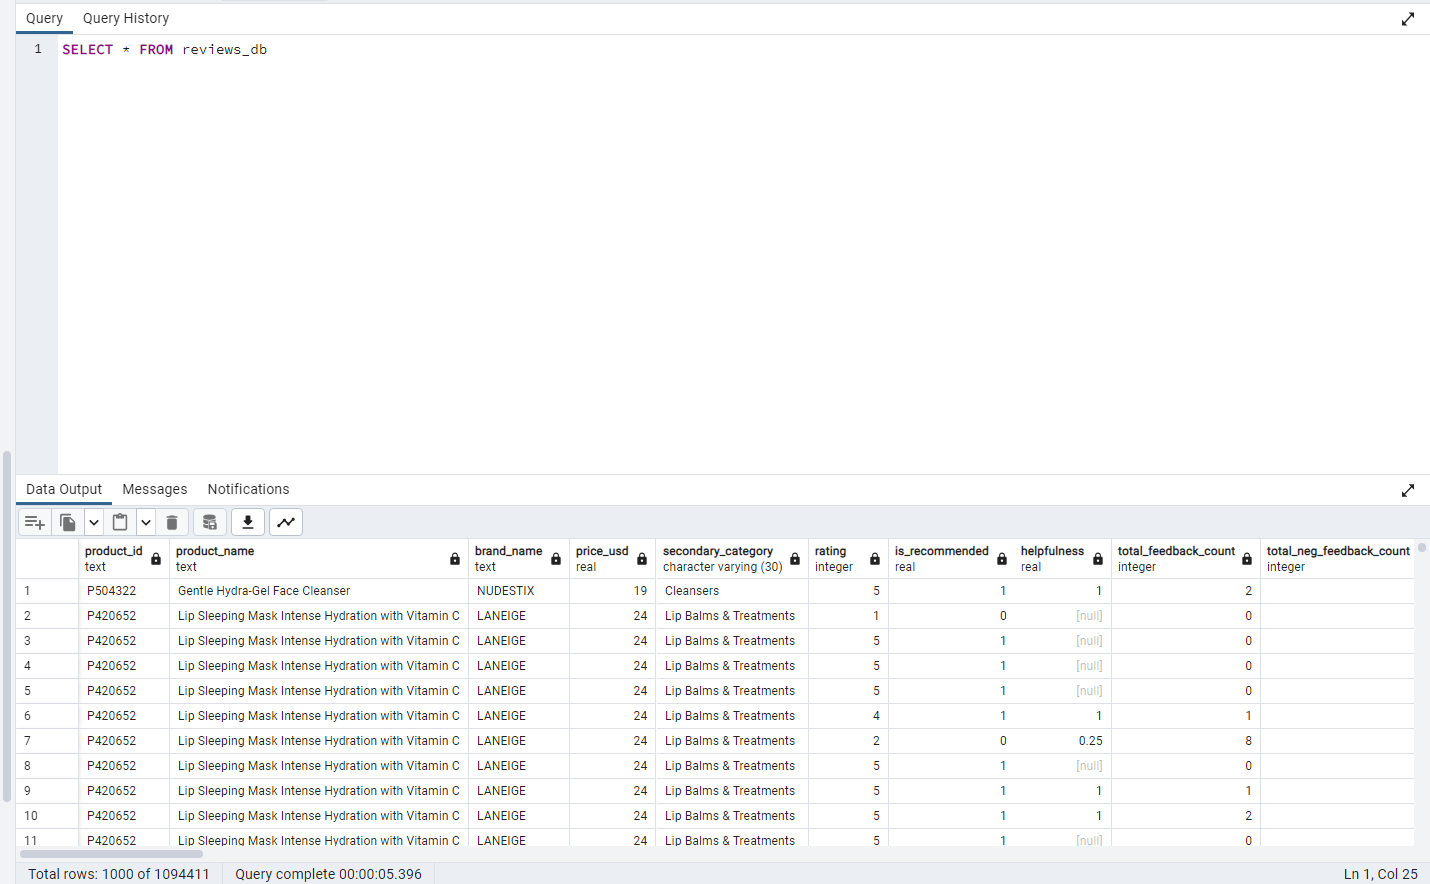 Query Query History
1 SELECT * FROM reviews_db
Data Output Messages Notifications
product_id product_name brand_name price_usd secondary_category rating is_recommended helpfulness total_feedback_count total_neg_feedback_count
text text text real character varying (30) integer real real integer integer
1 P504322 Gentle Hydra-Gel Face Cleanser NUDESTIX 19 Cleansers 5 1 1 2
2 P420652 Lip Sleeping Mask Intense Hydration with Vitamin C LANEIGE 24 Lip Balms & Treatments 1 0 [null] 0
3 P420652 Lip Sleeping Mask Intense Hydration with Vitamin C LANEIGE 24 Lip Balms & Treatments 5 1 [null] 0
4 P420652 Lip Sleeping Mask Intense Hydration with Vitamin C LANEIGE 24 Lip Balms & Treatments 5 1 [null] 0
5 P420652 Lip Sleeping Mask Intense Hydration with Vitamin C LANEIGE 24 Lip Balms & Treatments 5 1 [null] 0
6 P420652 Lip Sleeping Mask Intense Hydration with Vitamin C LANEIGE 24 Lip Balms & Treatments 4 1 1 1
7 P420652 Lip Sleeping Mask Intense Hydration with Vitamin C LANEIGE 24 Lip Balms & Treatments 2 0 0.25 8
8 P420652 Lip Sleeping Mask Intense Hydration with Vitamin C LANEIGE 24 Lip Balms & Treatments 5 1 [null] 0
9 P420652 Lip Sleeping Mask Intense Hydration with Vitamin C LANEIGE 24 Lip Balms & Treatments 5 1 1 1
10 P420652 Lip Sleeping Mask Intense Hydration with Vitamin C LANEIGE 24 Lip Balms & Treatments 5 1 1 2
11 P420652 Lip Sleeping Mask Intense Hydration with Vitamin C LANEIGE 24 Lip Balms & Treatments 5 1 [null] 0
Total rows: 1000 of 1094411 Query complete 00:00:05.396 Ln 1, Col 25